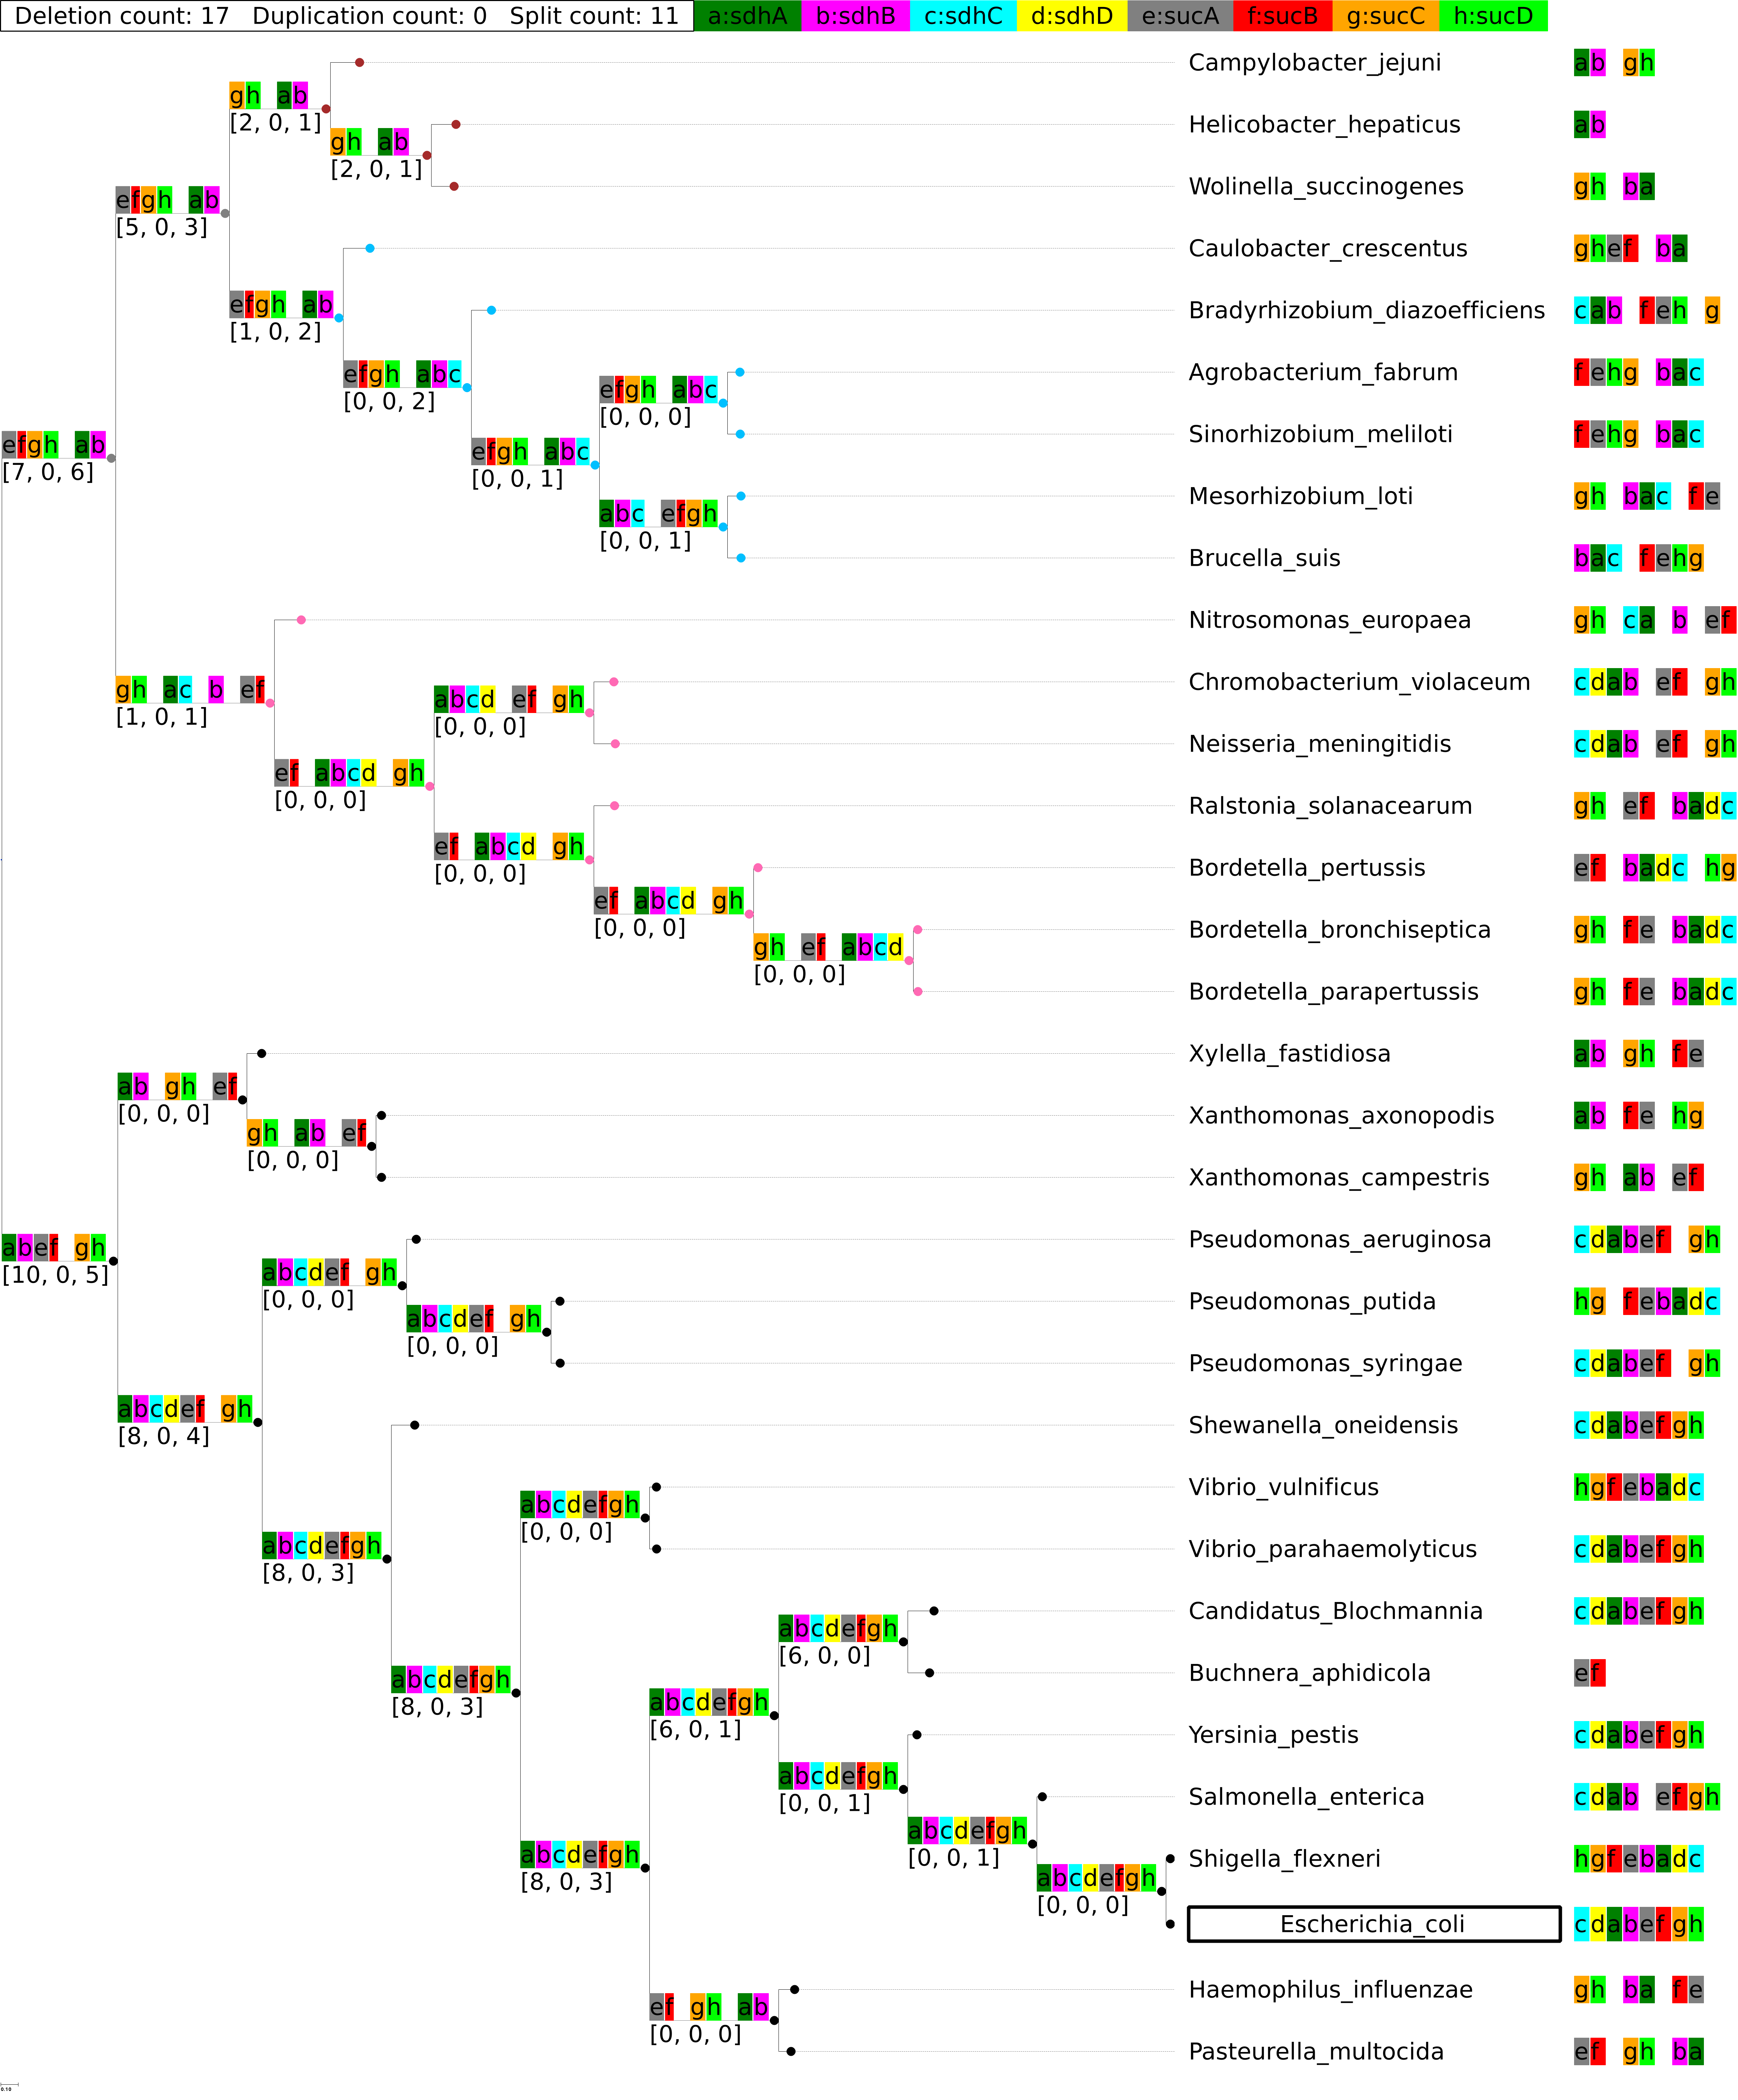 Deletion count: 17 Duplication count: 0 Split count: 11 a:sdhA b:sdhB c:sdhC d:sdhD e:sucA f:sucB g:sucC h:sucD
Campylobacter_jejuni ab gh
gh ab
[2, 0, 1]
Helicobacter_hepaticus ab
gh ab
[2, 0, 1]
Wolinella_succinogenes gh ba
efgh ab
[5, 0, 3]
Caulobacter_crescentus ghef ba
efgh ab
[1, 0, 2]
Bradyrhizobium_diazoefficiens cab feh g
efgh abc
[0, 0, 2]
Agrobacterium_fabrum fehg bac
efgh abc
[0, 0, 0]
Sinorhizobium_meliloti fehg bac
efgh ab
[7, 0, 6]
efgh abc
[0, 0, 1]
Mesorhizobium_loti gh bac fe
abc efgh
[0, 0, 1]
Brucella_suis bac fehg
Nitrosomonas_europaea gh ca b ef
gh ac b ef
[1, 0, 1]
Chromobacterium_violaceum cdab ef gh
abcd ef gh
[0, 0, 0]
Neisseria_meningitidis cdab ef gh
ef abcd gh
[0, 0, 0]
Ralstonia_solanacearum gh ef badc
ef abcd gh
[0, 0, 0]
Bordetella_pertussis ef badc hg
ef abcd gh
[0, 0, 0]
Bordetella_bronchiseptica gh fe badc
gh ef abcd
[0, 0, 0]
Bordetella_parapertussis gh fe badc
Xylella_fastidiosa ab gh fe
ab gh ef
[0, 0, 0]
Xanthomonas_axonopodis ab fe hg
gh ab ef
[0, 0, 0]
Xanthomonas_campestris gh ab ef
Pseudomonas_aeruginosa cdabef gh
abef gh
[10, 0, 5]
abcdef gh
[0, 0, 0]
Pseudomonas_putida hg febadc
abcdef gh
[0, 0, 0]
Pseudomonas_syringae cdabef gh
abcdef gh
[8, 0, 4]
Shewanella_oneidensis cdabefgh
Vibrio_vulnificus hgfebadc
abcdefgh
[0, 0, 0]
Vibrio_parahaemolyticus cdabefgh
abcdefgh
[8, 0, 3]
Candidatus_Blochmannia cdabefgh
abcdefgh
[6, 0, 0]
Buchnera_aphidicola ef
abcdefgh
[8, 0, 3]
abcdefgh
[6, 0, 1]
Yersinia_pestis cdabefgh
abcdefgh
[0, 0, 1]
Salmonella_enterica cdab efgh
abcdefgh
[0, 0, 1]
Shigella_flexneri hgfebadc
abcdefgh
[8, 0, 3]
abcdefgh
[0, 0, 0]
Escherichia_coli cdabefgh
Haemophilus_influenzae gh ba fe
ef gh ab
[0, 0, 0]
Pasteurella_multocida ef gh ba
0.10